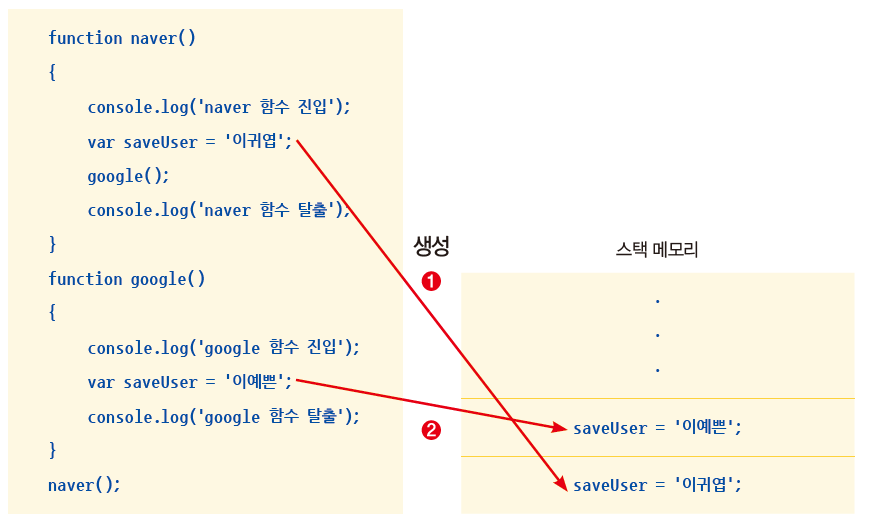 function naver()
{
console.log('naver 함수 진입');
var saveUser = '이귀엽';
google();
console.log('naver 함수 탈출');
}
function google()
{
console.log('google 함수 진입');
var saveUser = '이예쁜';
console.log('google 함수 탈출');
}
naver();
생성
❶
❷
스택 메모리
.
.
.
saveUser = '이예쁜';
saveUser = '이귀엽';